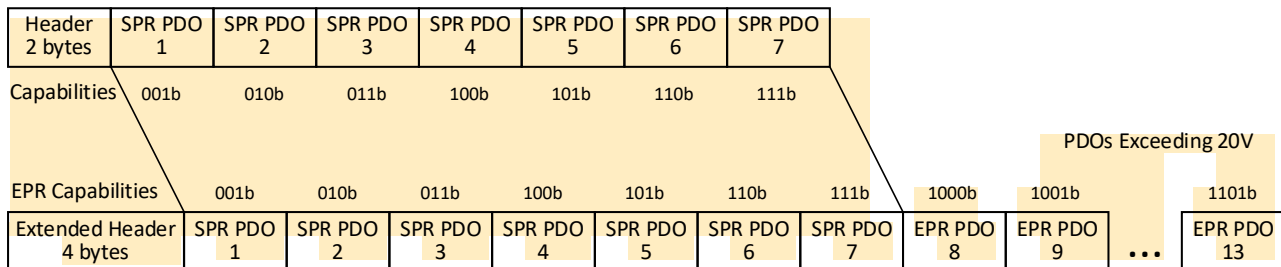 Header SPR PDO SPR PDO SPR PDO SPR PDO SPR PDO SPR PDO SPR PDO
2 bytes 1 2 3 4 5 6 7
Capabilities 001b 010b 011b 100b 101b 110b 111b
PDOs Exceeding 20V
EPR Capabilities 001b 010b 011b 100b 101b 110b 111b 1000b 1001b 1101b
Extended Header SPR PDO SPR PDO SPR PDO SPR PDO SPR PDO SPR PDO SPR PDO EPR PDO EPR PDO EPR PDO
4 bytes 1 2 3 4 5 6 7 8 9 ... 13